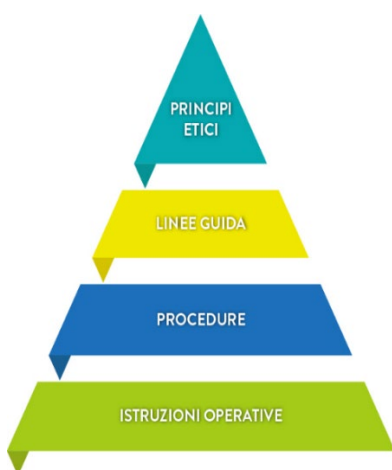 PRINCIPI
ETICI
LINEE GUIDA
PROCEDURE
ISTRUZIONI OPERATIVE